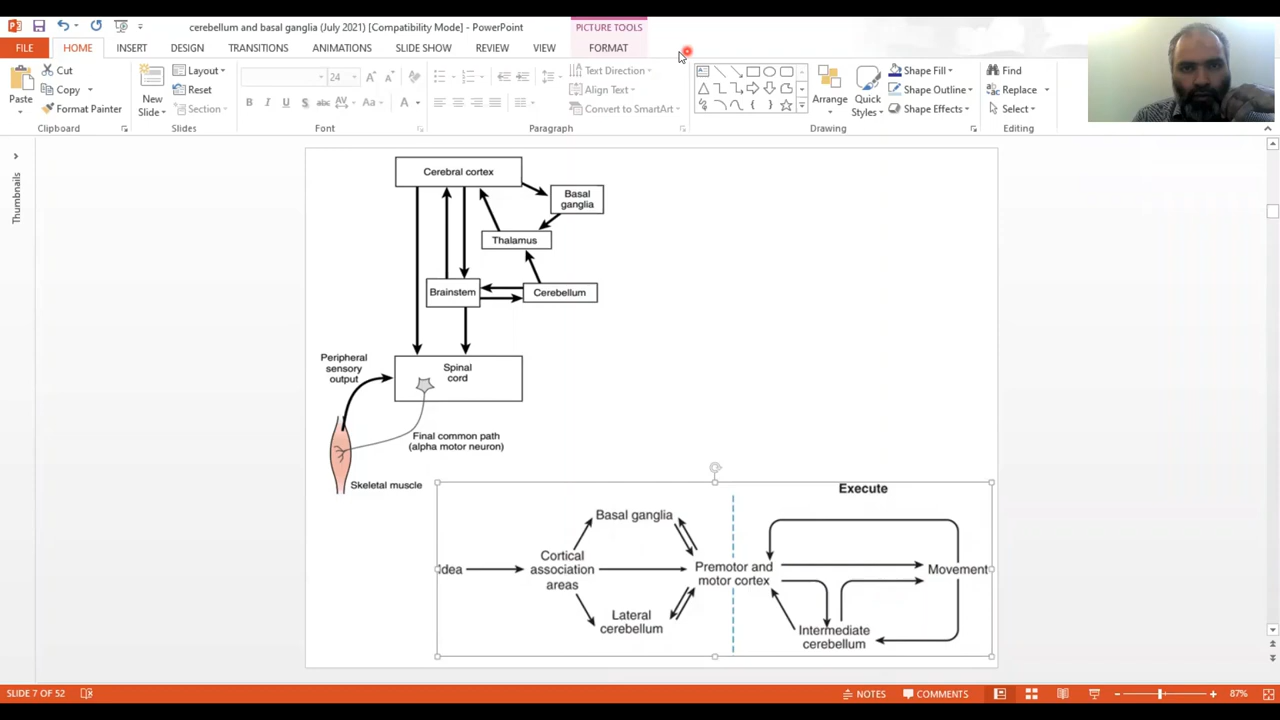 cerebellum and basal ganglia (July 2021) [Compatibility Mode] - PowerPoint
PICTURE TOOLS
FILE HOME INSERT DESIGN TRANSITIONS ANIMATIONS SLIDE SHOW REVIEW VIEW FORMAT
Paste
Cut
Copy
Format Painter
Clipboard
New
Slide
Layout
Reset
Section
Slides
24
B I U S abc AV Aa A
Font
Text Direction
Align Text
Convert to SmartArt
Paragraph
Arrange
Quick
Styles
Shape Fill
Shape Outline
Shape Effects
Drawing
Find
Replace
Select
Editing
Thumbnails
Cerebral cortex
Basal
ganglia
Thalamus
Brainstem
Cerebellum
Peripheral
sensory
output
Spinal
cord
Final common path
(alpha motor neuron)
Skeletal muscle
Execute
Basal ganglia
Idea
Cortical
association
areas
Premotor and
motor cortex
Movement
Lateral
cerebellum
Intermediate
cerebellum
SLIDE 7 OF 52
NOTES
COMMENTS
87%